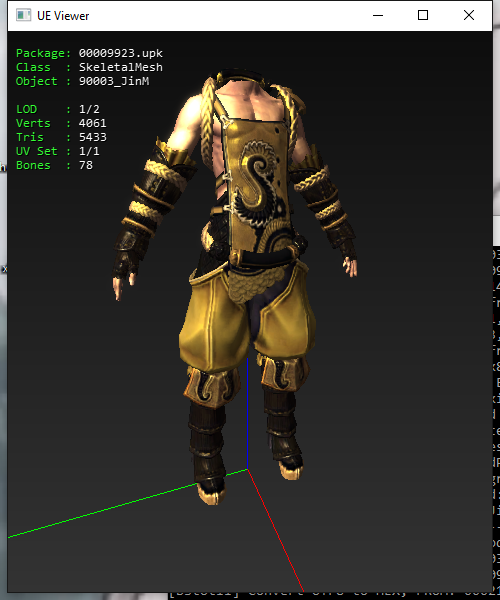 UE Viewer
Package: 00009923.upk
Class : SkeletalMesh
Object : 90003_JinM
LOD : 1/2
Verts : 4061
Tris : 5433
UV Set : 1/1
Bones : 78